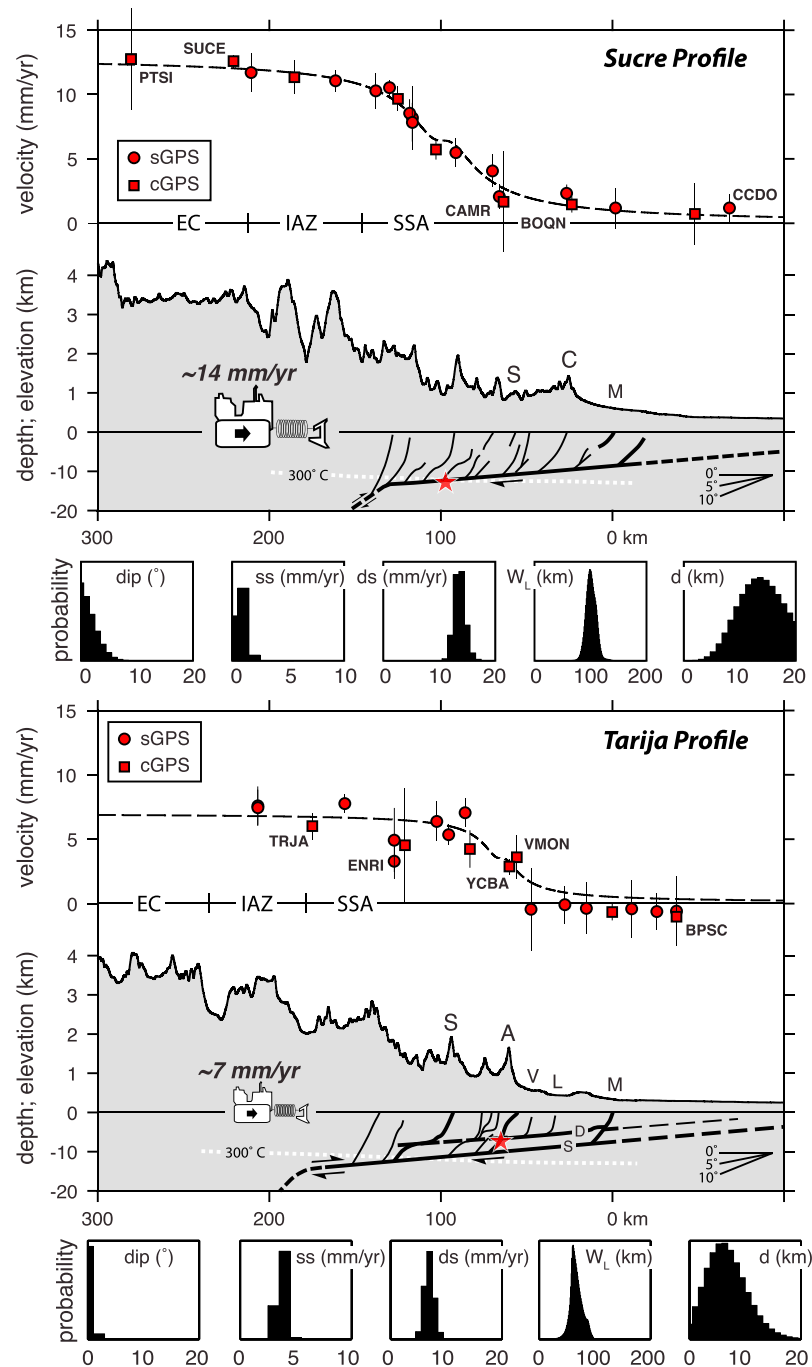 Sucre Profile
velocity (mm/yr)
15
10
5
0
SUCE
PTSI
sGPS
cGPS
CAMR
BOQN
CCDO
EC
IAZ
SSA
depth; elevation (km)
4
3
2
1
0
-10
-20
~14 mm/yr
S
C
M
300˚ C
0˚
5˚
10˚
300
200
100
0 km
probability
dip (˚)
ss (mm/yr)
ds (mm/yr)
WL (km)
d (km)
0 10 20
0 5 10
0 10 20
0 100 200
0 10 20
Tarija Profile
velocity (mm/yr)
15
10
5
0
sGPS
cGPS
TRJA
ENRI
YCBA
VMON
BPSC
EC
IAZ
SSA
depth; elevation (km)
4
3
2
1
0
-10
-20
~7 mm/yr
S
A
V
L
M
D
S
300˚ C
0˚
5˚
10˚
300
200
100
0 km
probability
dip (˚)
ss (mm/yr)
ds (mm/yr)
WL (km)
d (km)
0 10 20
0 5 10
0 10 20
0 100 200
0 10 20